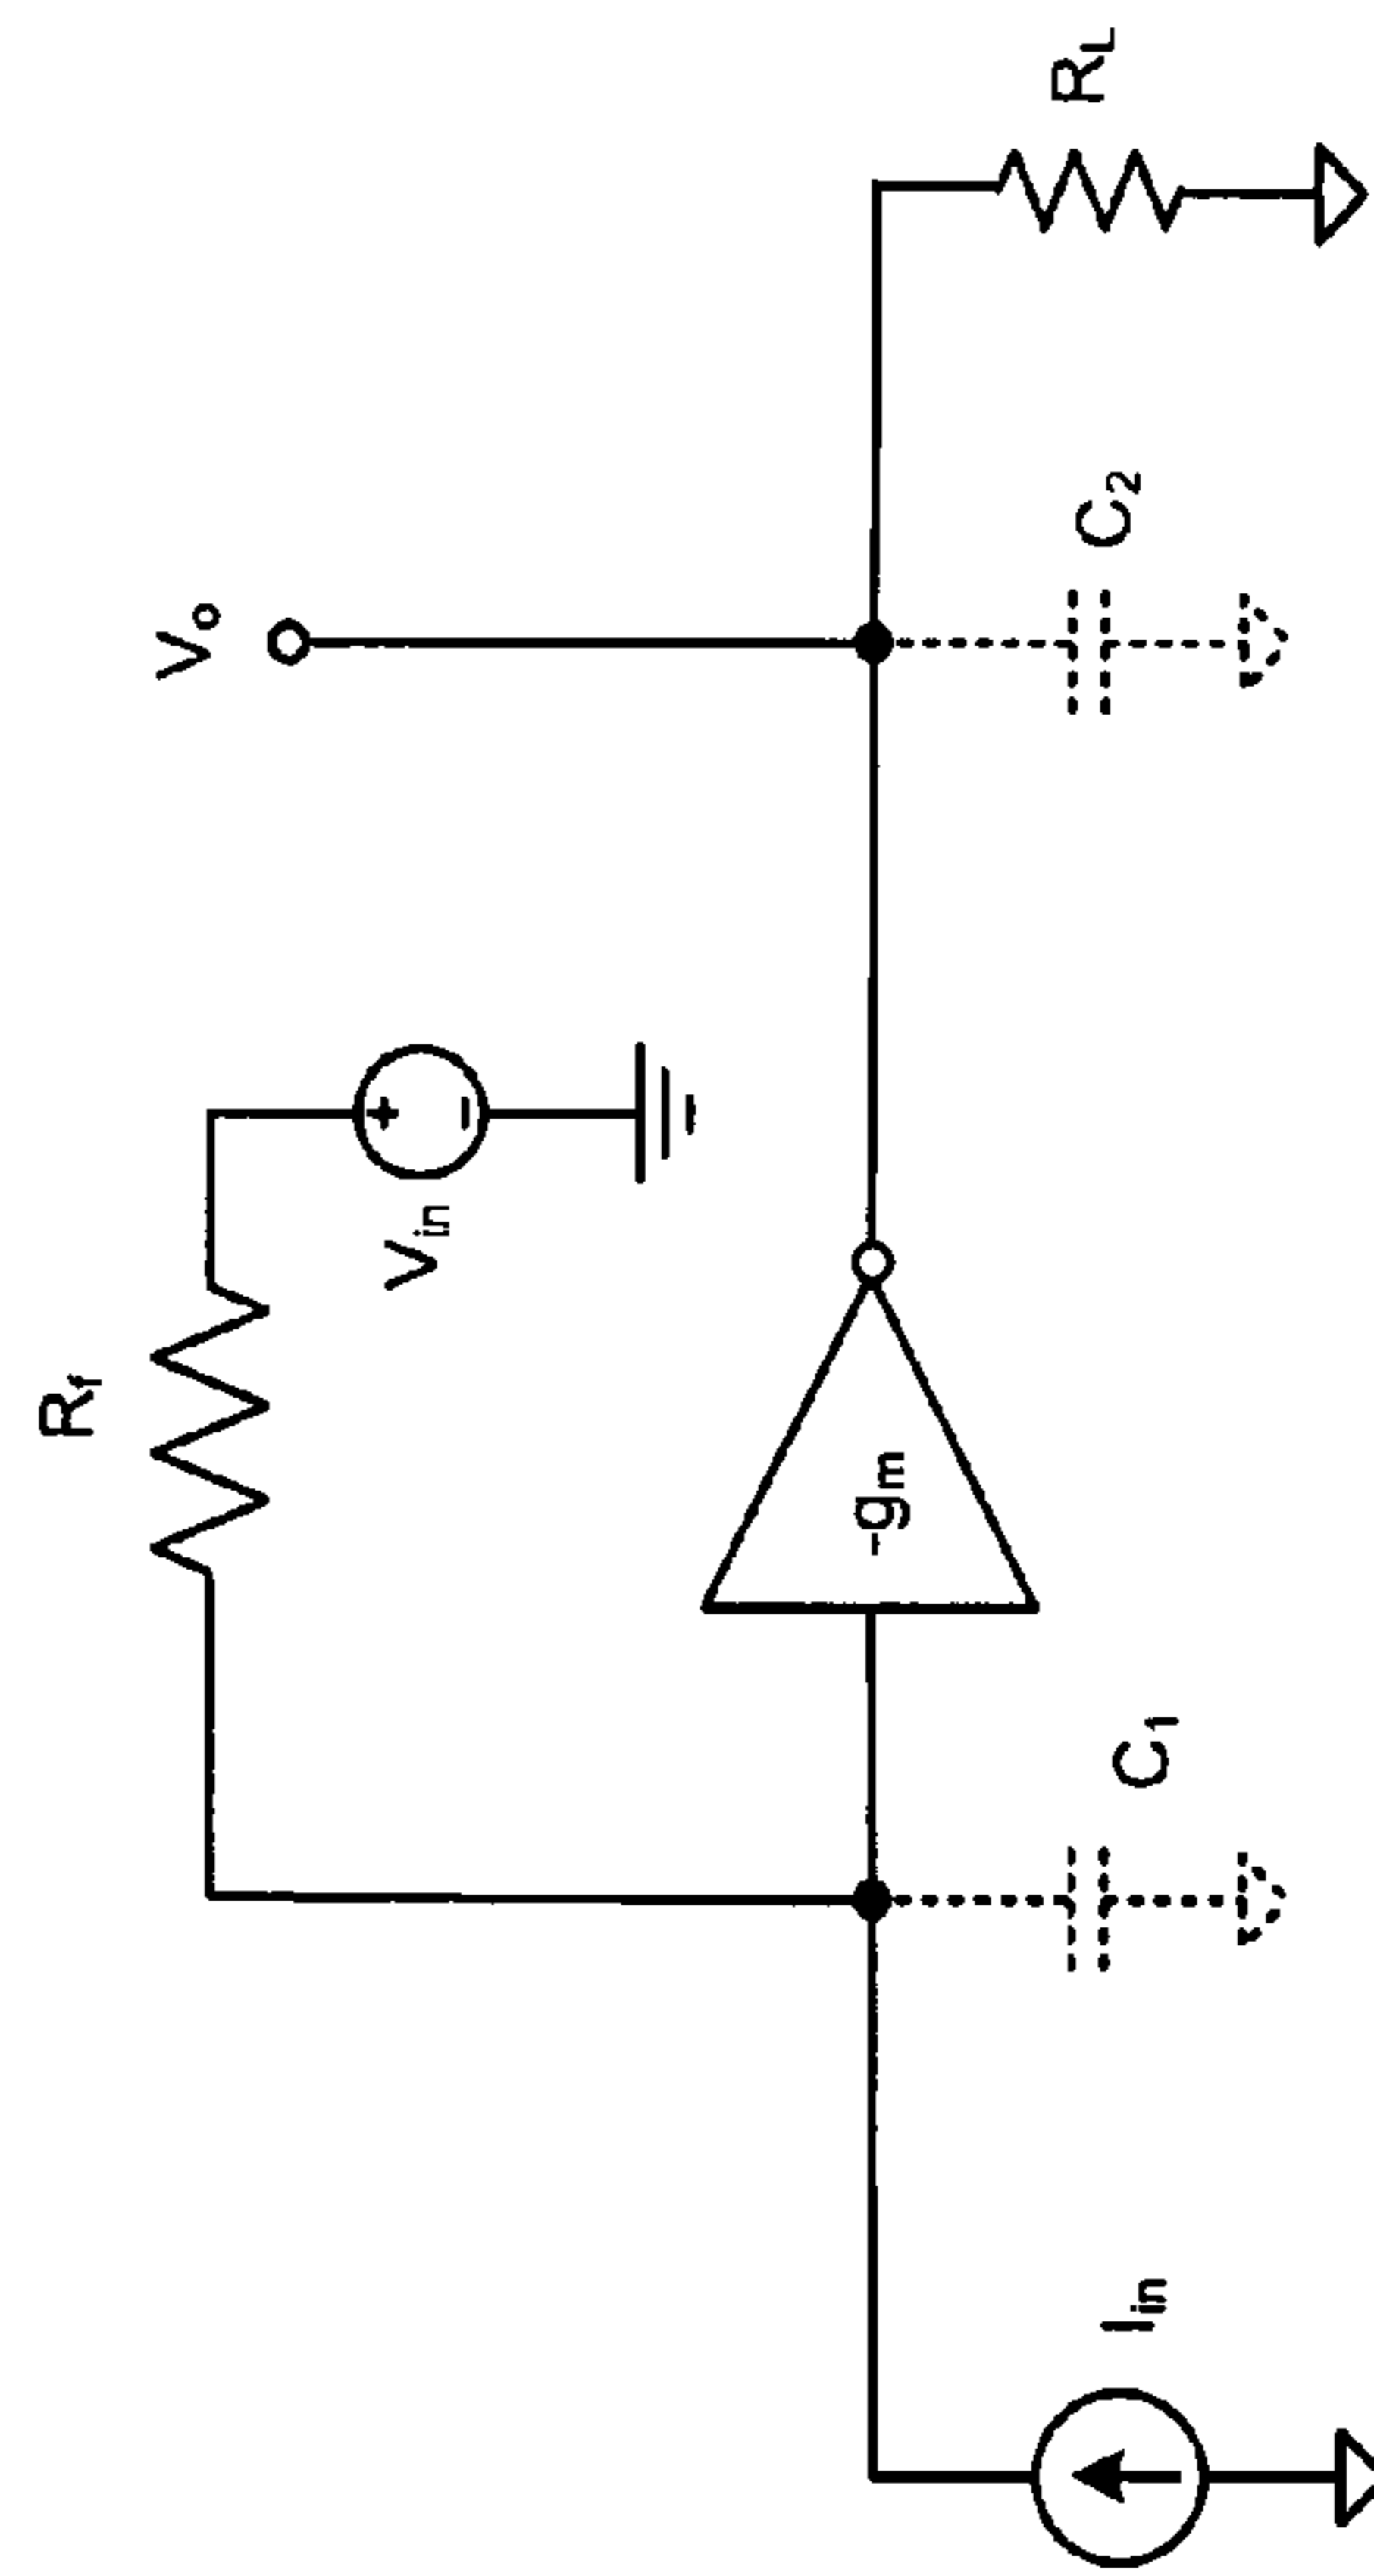 R_f
V_in
V_o
-g_m
R_L
C_1
C_2
I_in